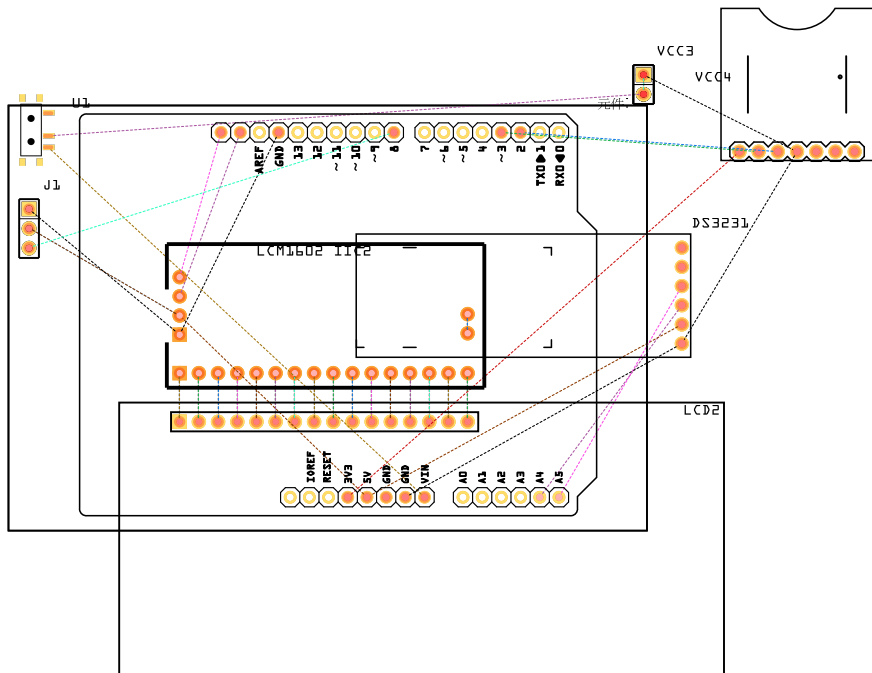 VCC3
VCC4
元件:
U1
AREF
GND
13
12
~11
~10
~9
8
7
~6
~5
4
~3
2
TX0▶1
RX0◀0
J1
DS3231
LCM1602 IIC2
LCD2
IOREF
RESET
3V3
5V
GND
GND
VIN
A0
A1
A2
A3
A4
A5